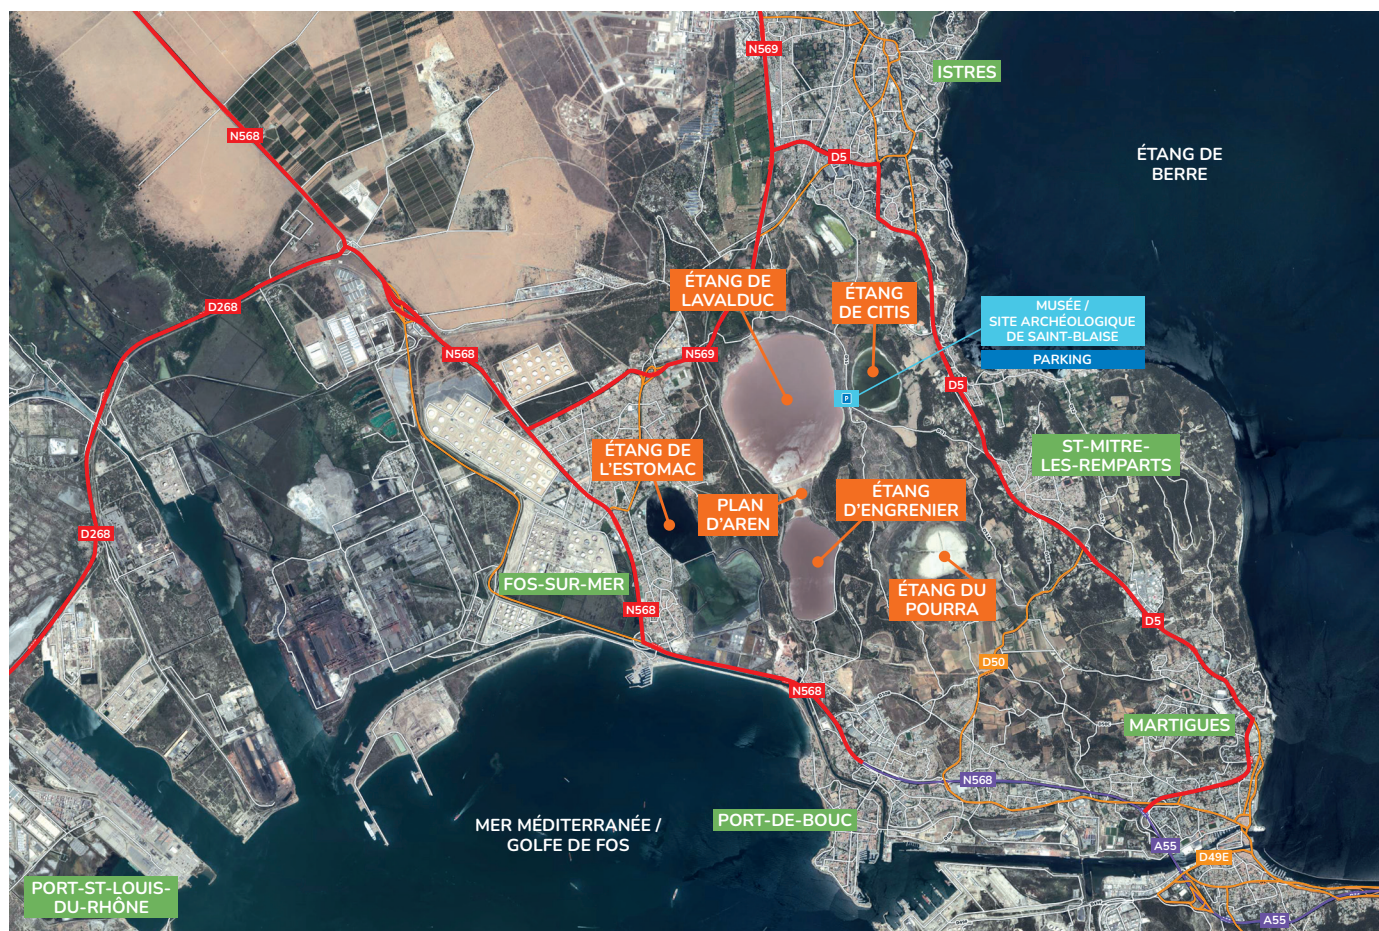 N569
ISTRES
N568
D5
ÉTANG DE
BERRE
ÉTANG DE
LAVALDUC
ÉTANG
DE CITIS
D268
MUSÉE /
SITE ARCHÉOLOGIQUE
DE SAINT-BLAISE
PARKING
N568
N569
D5
P
ST-MITRE-
LES-REMPARTS
ÉTANG DE
L'ESTOMAC
ÉTANG
D'ENGRENIER
PLAN
D'AREN
D268
FOS-SUR-MER
ÉTANG DU
POURRA
N568
D5
D50
N568
MARTIGUES
N568
MER MÉDITERRANÉE /
GOLFE DE FOS
PORT-DE-BOUC
A55
D49E
PORT-ST-LOUIS-
DU-RHÔNE
A55